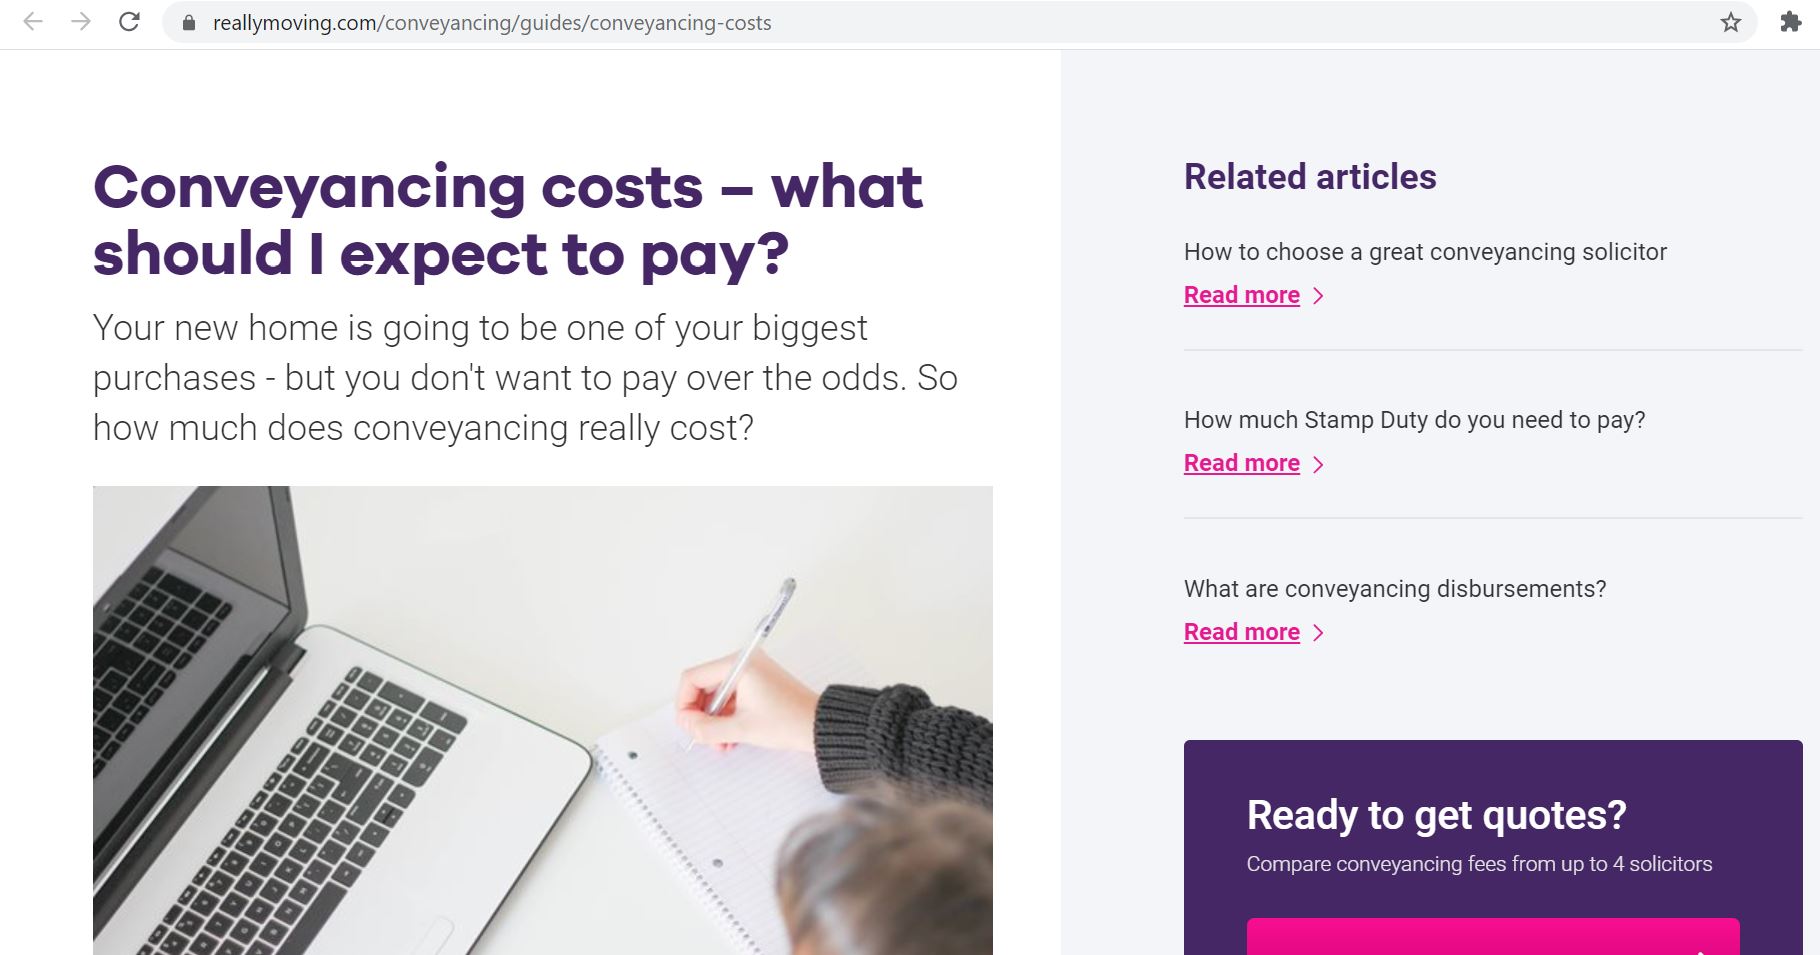 reallymoving.com/conveyancing/guides/conveyancing-costs
Conveyancing costs – what
should I expect to pay?
Your new home is going to be one of your biggest
purchases - but you don't want to pay over the odds. So
how much does conveyancing really cost?
Related articles
How to choose a great conveyancing solicitor
Read more
How much Stamp Duty do you need to pay?
Read more
What are conveyancing disbursements?
Read more
Ready to get quotes?
Compare conveyancing fees from up to 4 solicitors